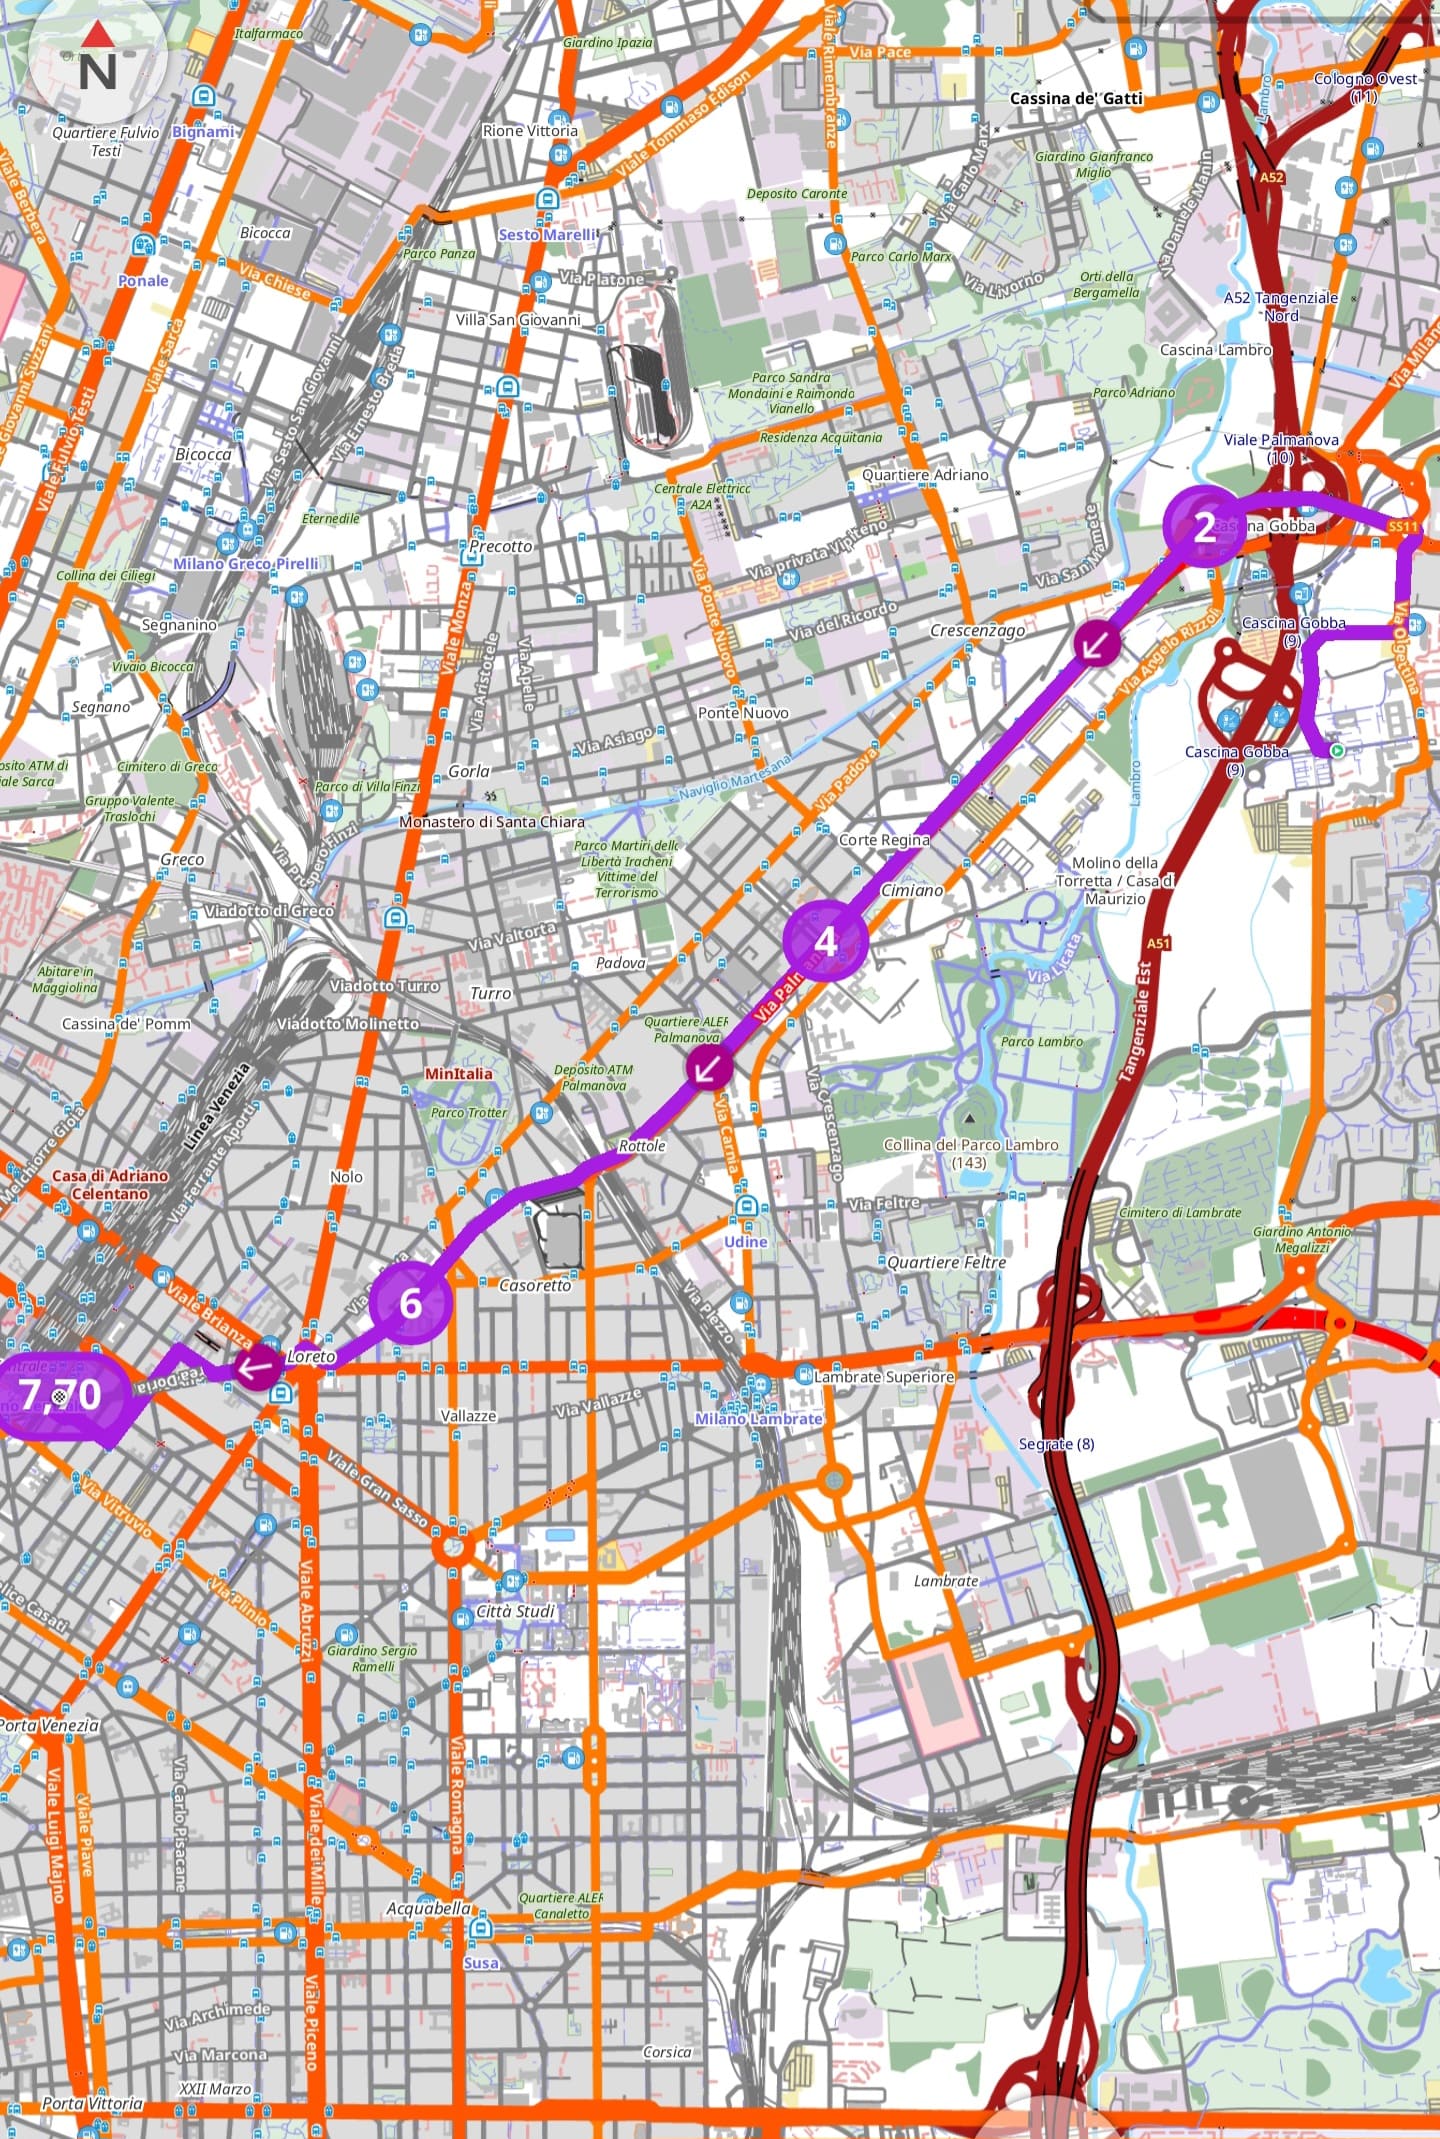 N
Italfarmaco
Giardino Ipazia
Viale Rimembranze
Via Pace
Cologno Ovest
(11)
Cassina de' Gatti
Lambro
Quartiere Fulvio
Testi
Bignami
Rione Vittoria
Viale Tommaso Edison
Via Carlo Marx
Giardino Gianfranco
Miglio
A52
Viale Berbera
Deposito Caronte
Via Daniele Manin
Bicocca
Sesto Marelli
Parco Panza
Parco Carlo Marx
Ponale
Via Chiese
Via Platone
Via Livorno
Orti della
Bergamella
A52 Tangenziale
Nord
Villa San Giovanni
Viale Sarca
Giovanni Suzzani
Via Sesto San Giovanni
Via Ernesto Breda
Cascina Lambro
Via Milano
Parco Sandra
Mondaini e Raimondo
Vianello
Parco Adriano
Viale Fulvio Testi
Residenza Acquitania
Viale Palmanova
(10)
Bicocca
Quartiere Adriano
Centrale Elettrica
A2A
Eternedile
2
Cascina Gobba
SS11
Precotto
Via privata Vipiteno
Via San Mamete
Milano Greco Pirelli
Collina dei Ciliegi
Via Ponte Nuovo
Viale Monza
Via del Ricordo
Crescenzago
Cascina Gobba
(9)
Via Olgettina
Segnanino
Via Aristotele
Via Apelle
Via Angelo Rizzoli
Vivaio Bicocca
Segnano
Ponte Nuovo
Via Asiago
Cascina Gobba
(9)
Cimitero di Greco
Gorla
Naviglio Martesana
Via Padova
Lambro
Parco di Villa Finzi
Gruppo Valente
Traslochi
Monastero di Santa Chiara
Corte Regina
Greco
Via Prospero Finzi
Parco Martiri della
Libertà Iracheni
Vittime del
Terrorismo
Molino della
Torretta / Casa di
Maurizio
Cimiano
Viadotto di Greco
Via Valtorta
4
A51
Abitare in
Maggiolina
Padova
Via Licata
Viadotto Turro
Turro
Cassina de' Pomm
Viadotto Molinetto
Quartiere ALER
Palmanova
Parco Lambro
Tangenziale Est
MinItalia
Deposito ATM
Palmanova
Linea Venezia
Via Ferrante Aporti
Parco Trotter
Via Carnia
Via Crescenzago
Melchiorre Gioia
Rottole
Collina del Parco Lambro
(143)
Casa di Adriano
Celentano
Nolo
Via Feltre
Cimitero di Lambrate
Udine
Giardino Antonio
Megalizzi
Quartiere Feltre
Casoretto
Viale Brianza
6
Via Plezzo
Loreto
7,70
Lambrate Superiore
Via Vallazze
Vallazze
Milano Lambrate
Segrate (8)
Via Vitruvio
Viale Gran Sasso
Via Plinio
Lambrate
Viale Abruzzi
Città Studi
Giardino Sergio
Ramelli
Porta Venezia
Viale Luigi Majno
Viale Piave
Via Carlo Pisacane
Viale dei Mille
Viale Romagna
Acquabella
Quartiere ALER
Canaletto
Susa
Via Archimede
Viale Piceno
Via Marcona
Corsica
XXII Marzo
Porta Vittoria